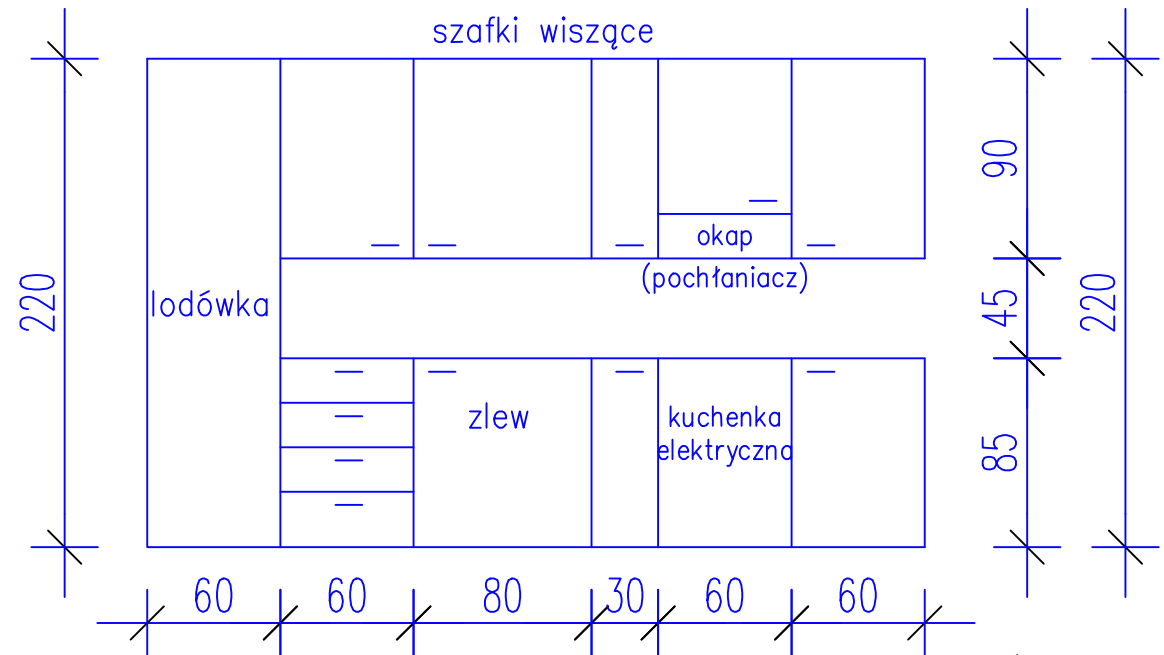 szafki wiszące
90
okap
(pochłaniacz)
220
lodówka
45
220
zlew
kuchenka
elektryczna
85
60 60 80 30 60 60